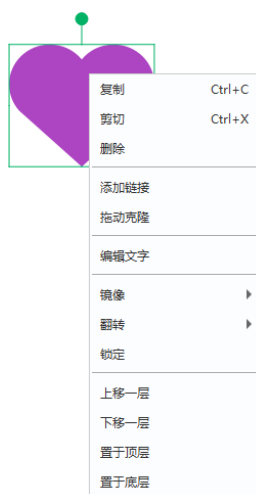 复制 Ctrl+C
剪切 Ctrl+X
删除
添加链接
拖动克隆
编辑文字
镜像
翻转
锁定
上移一层
下移一层
置于顶层
置于底层